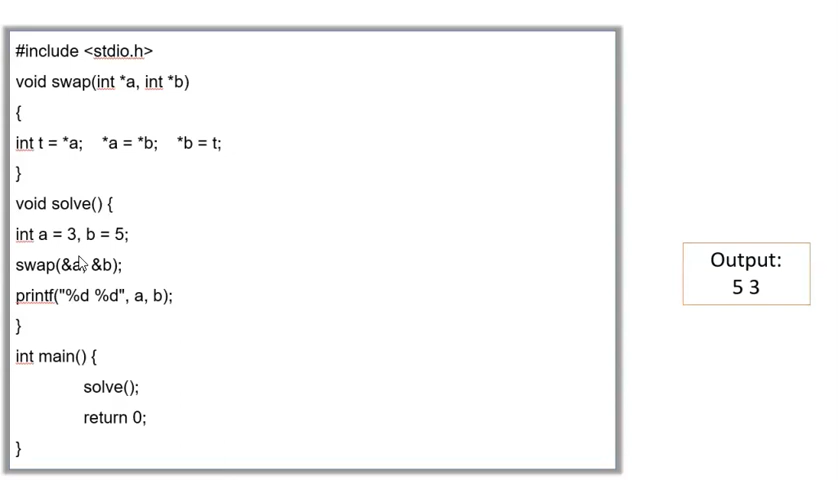 #include <stdio.h>
void swap(int *a, int *b)
{
int t = *a;    *a = *b;    *b = t;
}
void solve() {
int a = 3, b = 5;
swap(&a, &b);
printf("%d %d", a, b);
}
int main() {
solve();
return 0;
}
Output:
5 3